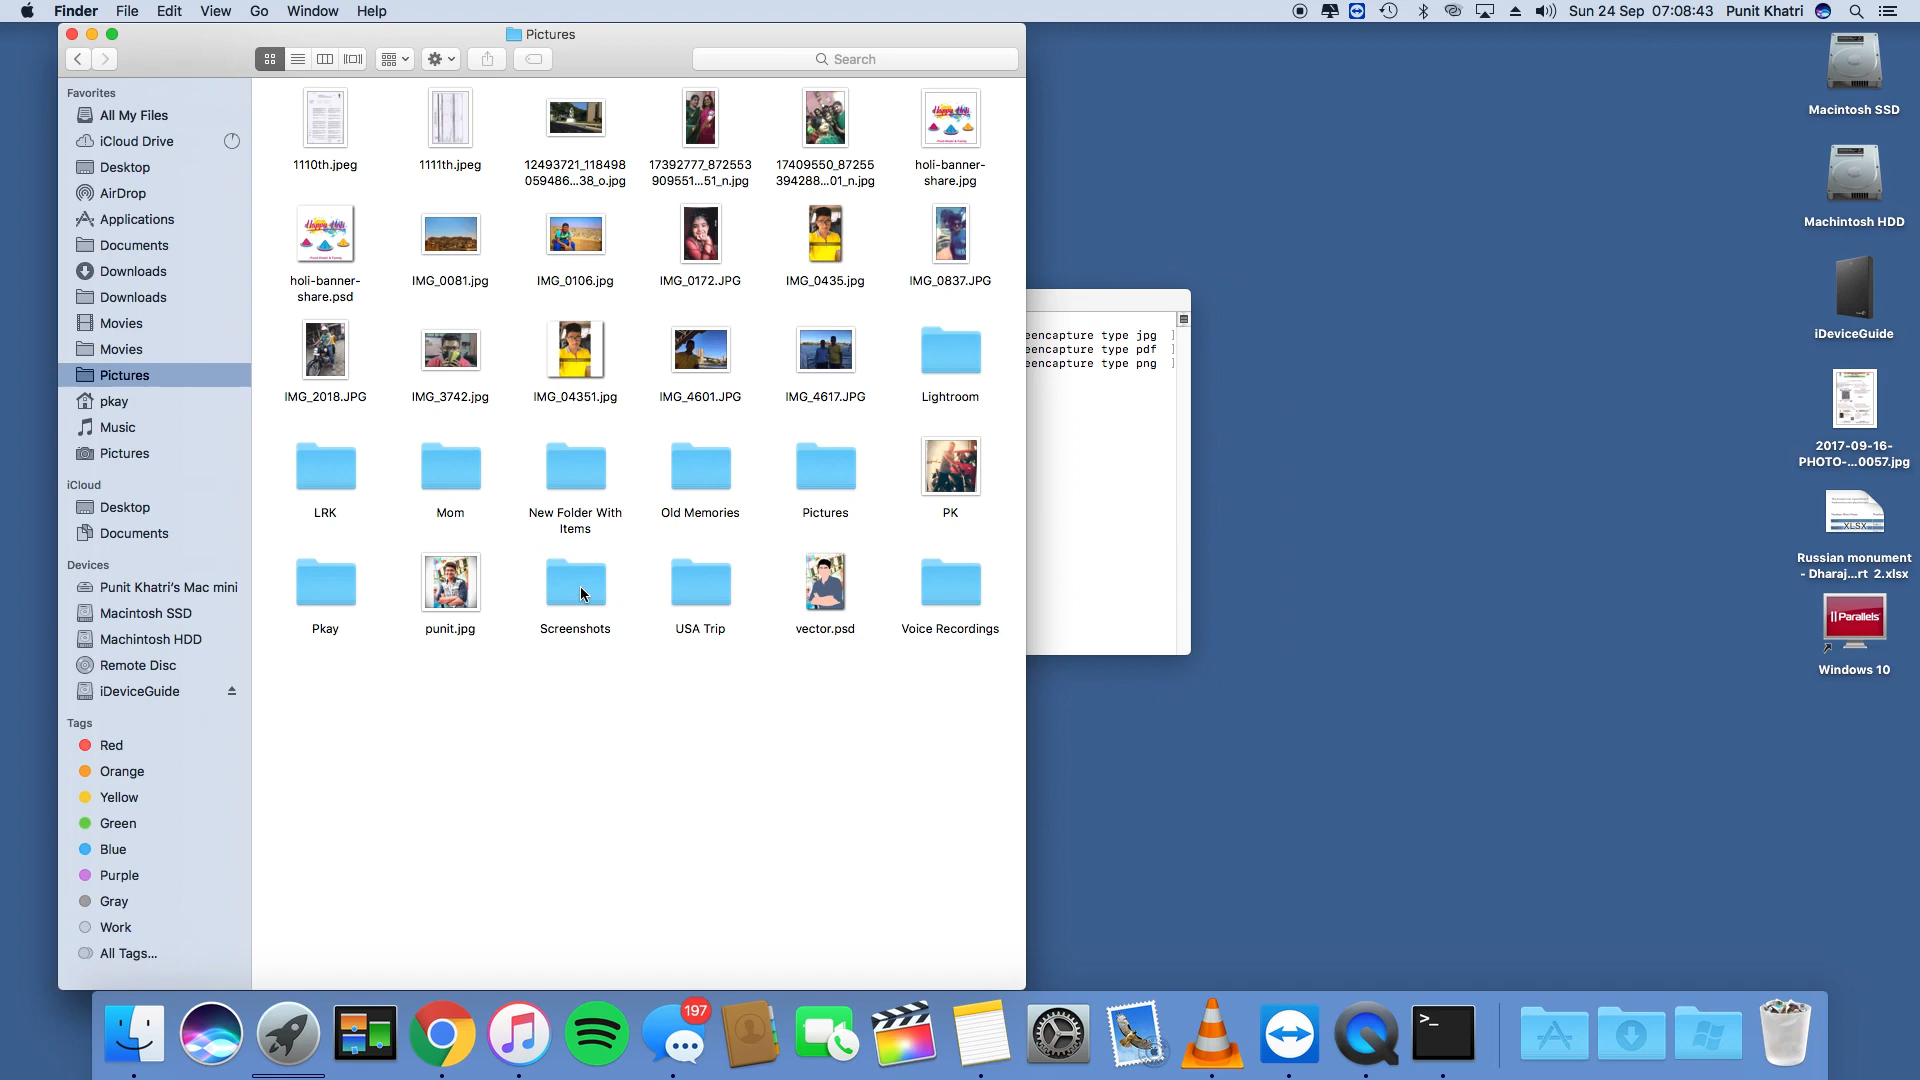 Finder File Edit View Go Window Help
Sun 24 Sep 07:08:43 Punit Khatri
Pictures
Search
Favorites
All My Files
iCloud Drive
Desktop
AirDrop
Applications
Documents
Downloads
Downloads
Movies
Movies
Pictures
pkay
Music
Pictures
iCloud
Desktop
Documents
Devices
Punit Khatri's Mac mini
Macintosh SSD
Machintosh HDD
Remote Disc
iDeviceGuide
Tags
Red
Orange
Yellow
Green
Blue
Purple
Gray
Work
All Tags...
1110th.jpeg
1111th.jpeg
12493721_118498
059486...38_o.jpg
17392777_872553
909551...51_n.jpg
17409550_87255
394288...01_n.jpg
Happy Holi
holi-banner-
share.jpg
Happy Holi
holi-banner-
share.psd
IMG_0081.jpg
IMG_0106.jpg
IMG_0172.JPG
IMG_0435.jpg
IMG_0837.JPG
IMG_2018.JPG
IMG_3742.jpg
IMG_04351.jpg
IMG_4601.JPG
IMG_4617.JPG
Lightroom
LRK
Mom
New Folder With
Items
Old Memories
Pictures
PK
Pkay
punit.jpg
Screenshots
USA Trip
vector.psd
Voice Recordings
eencapture type jpg ]
eencapture type pdf ]
eencapture type png ]
Macintosh SSD
Machintosh HDD
iDeviceGuide
2017-09-16-
PHOTO-...0057.jpg
XLSX
Russian monument
- Dharaj...rt 2.xlsx
Parallels
Windows 10
197
>_